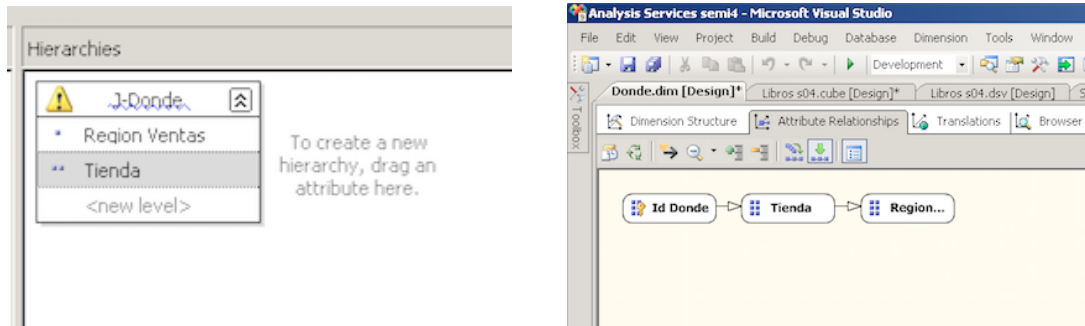 Hierarchies
J-Donde
Region Ventas
Tienda
<new level>
To create a new
hierarchy, drag an
attribute here.
Analysis Services semi4 - Microsoft Visual Studio
File Edit View Project Build Debug Database Dimension Tools Window
Development
Donde.dim [Design]* Libros s04.cube [Design]* Libros s04.dsv [Design] S
Toolbox
Dimension Structure Attribute Relationships Translations Browser
Id Donde Tienda Region...